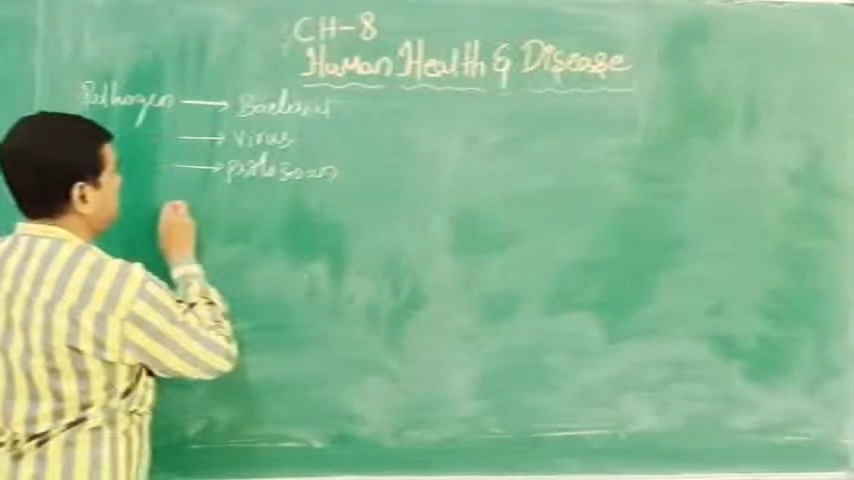 CH-8
Human Health & Disease
Pathogen → Bacteria
→ Virus
→ protozoan